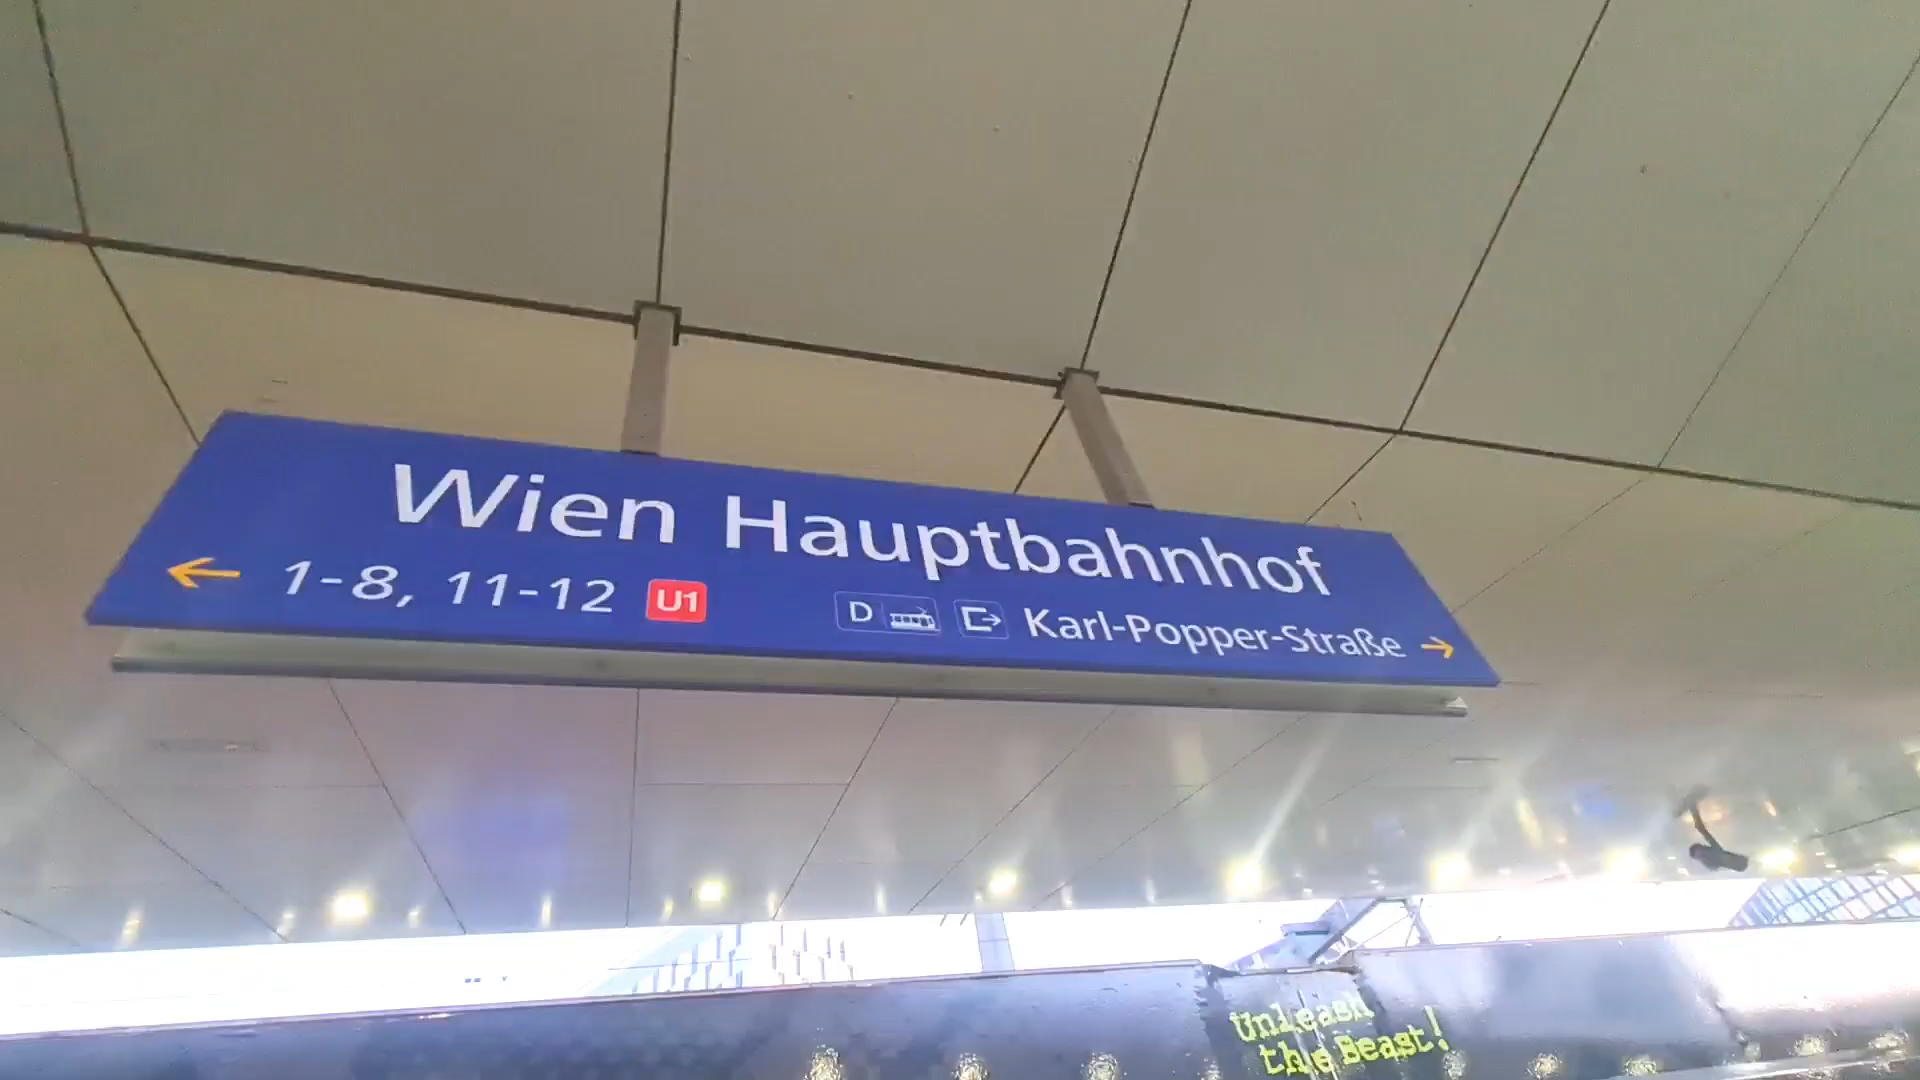 Wien Hauptbahnhof
← 1-8, 11-12 U1
D Karl-Popper-Straße →
Unleash
the Beast!